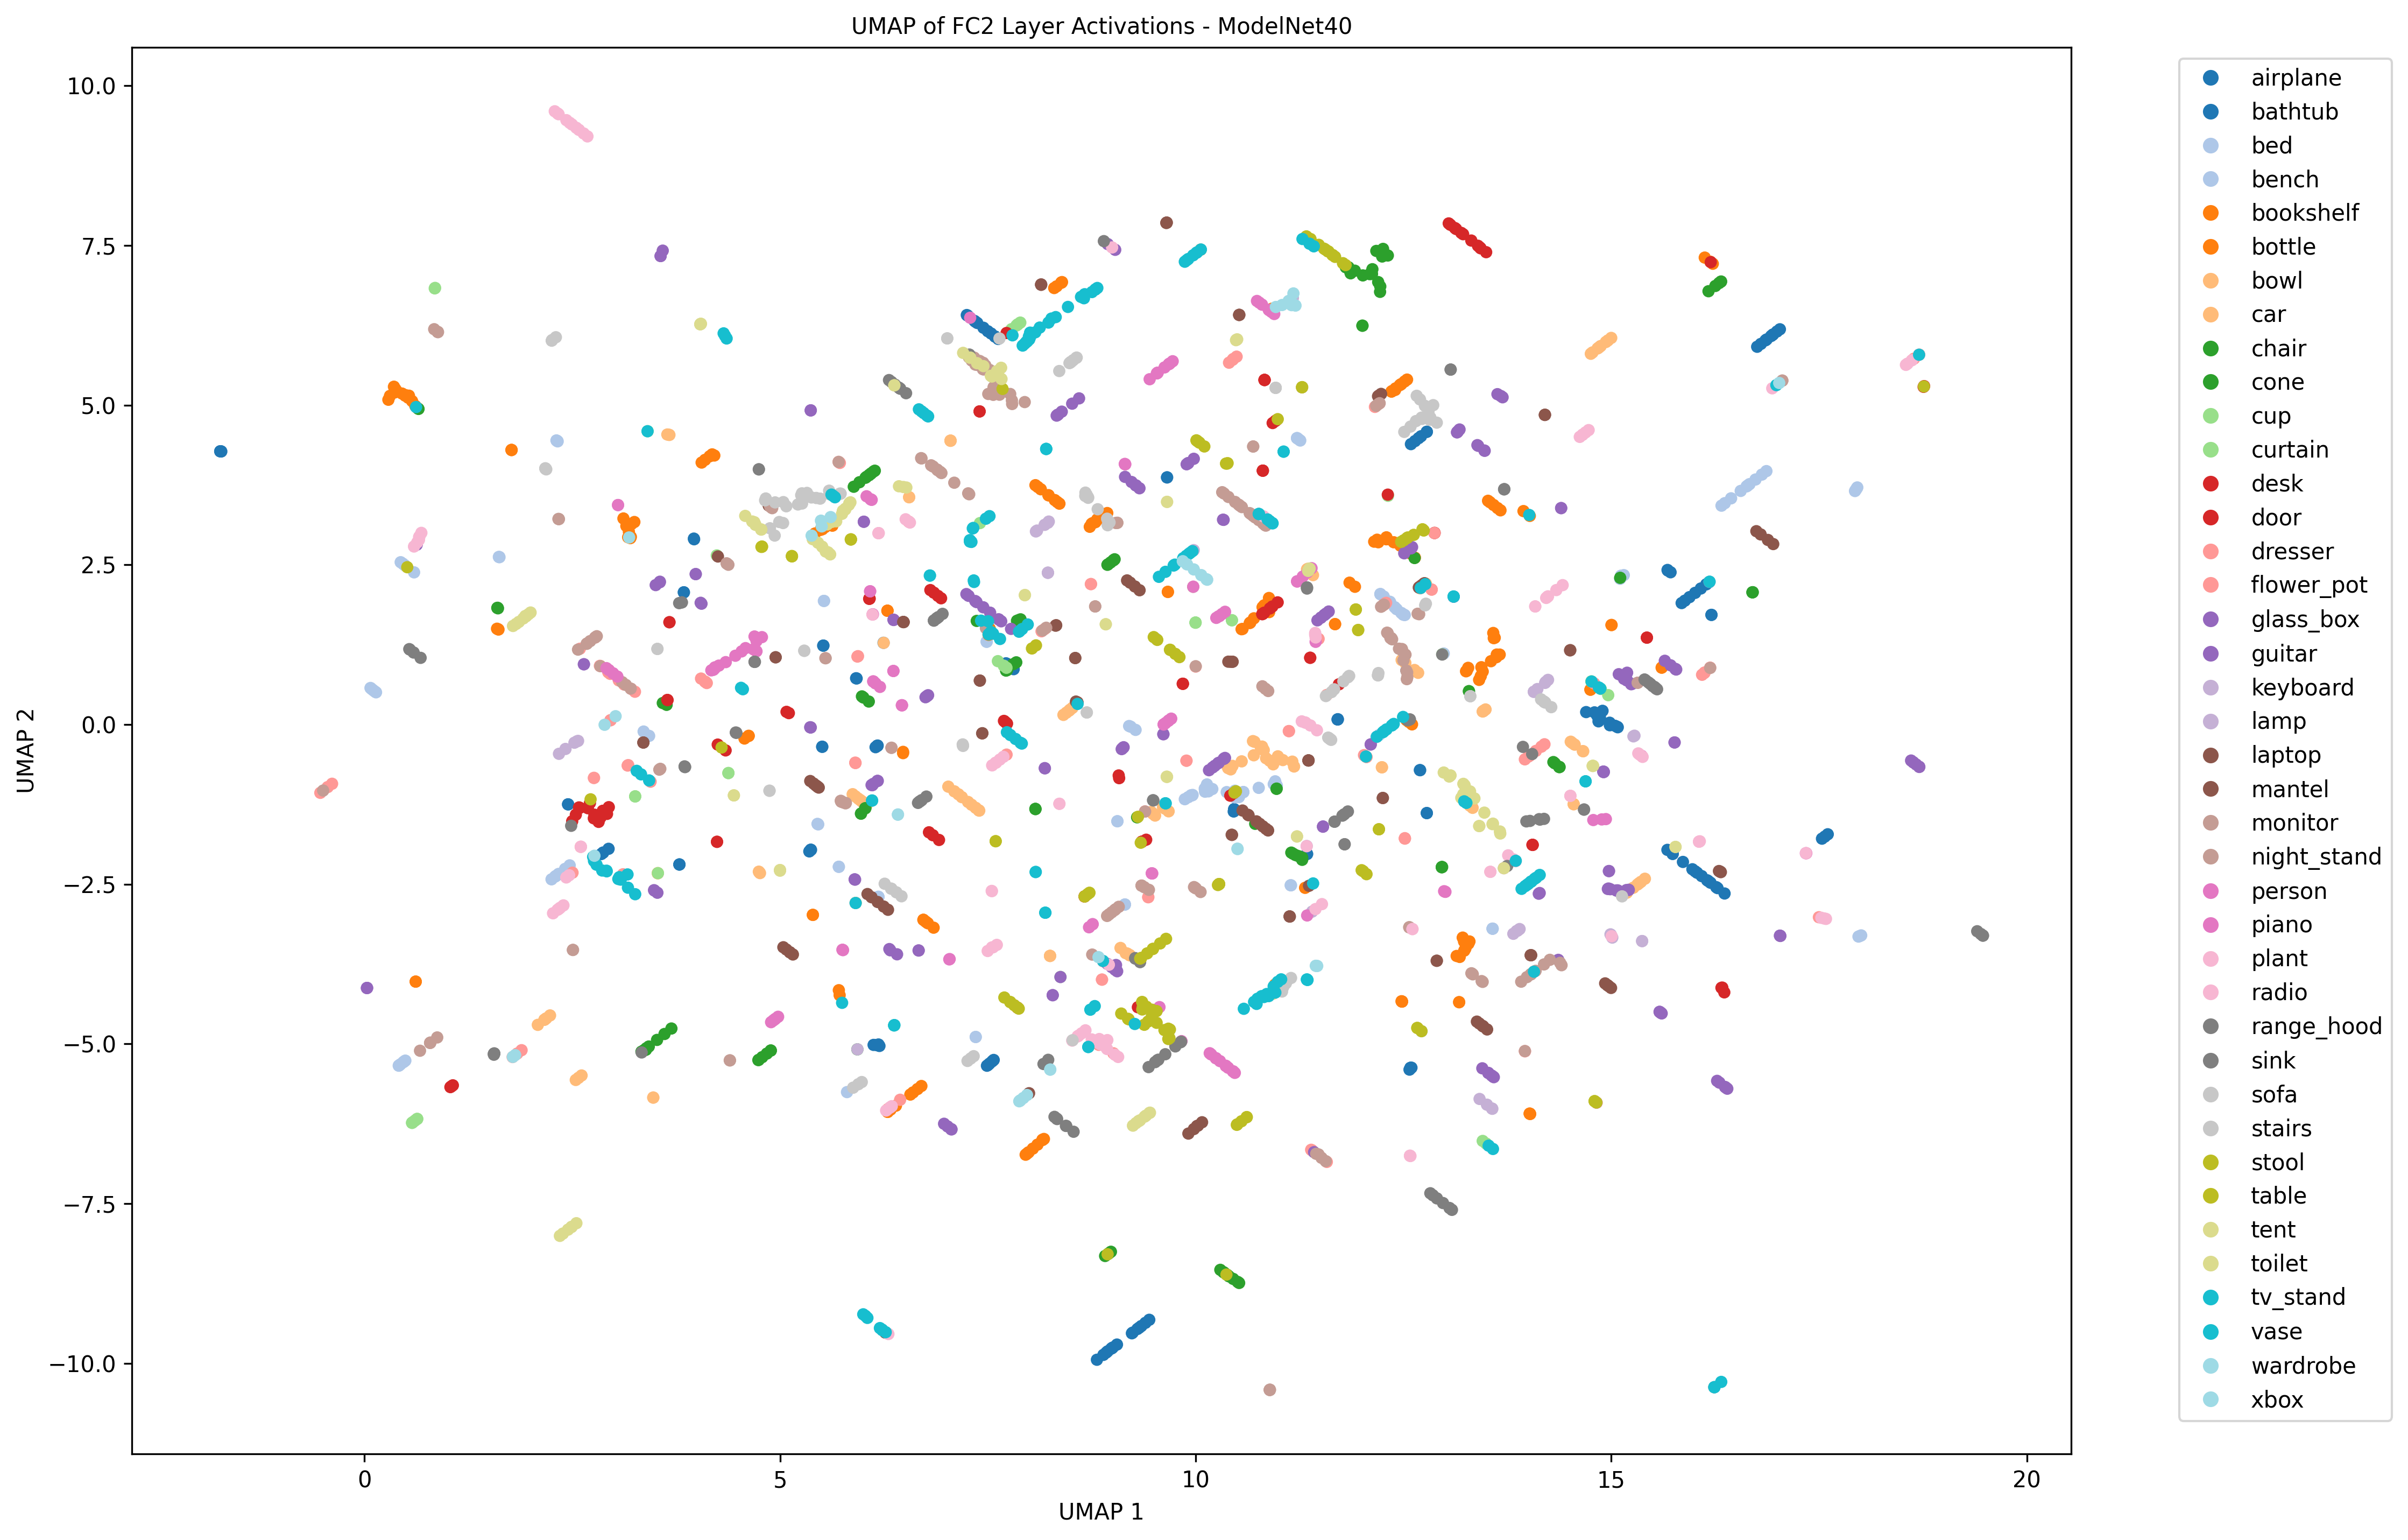 UMAP of FC2 Layer Activations - ModelNet40
10.0
7.5
5.0
2.5
0.0
−2.5
−5.0
−7.5
−10.0
UMAP 2
0
5
10
15
20
UMAP 1
airplane
bathtub
bed
bench
bookshelf
bottle
bowl
car
chair
cone
cup
curtain
desk
door
dresser
flower_pot
glass_box
guitar
keyboard
lamp
laptop
mantel
monitor
night_stand
person
piano
plant
radio
range_hood
sink
sofa
stairs
stool
table
tent
toilet
tv_stand
vase
wardrobe
xbox